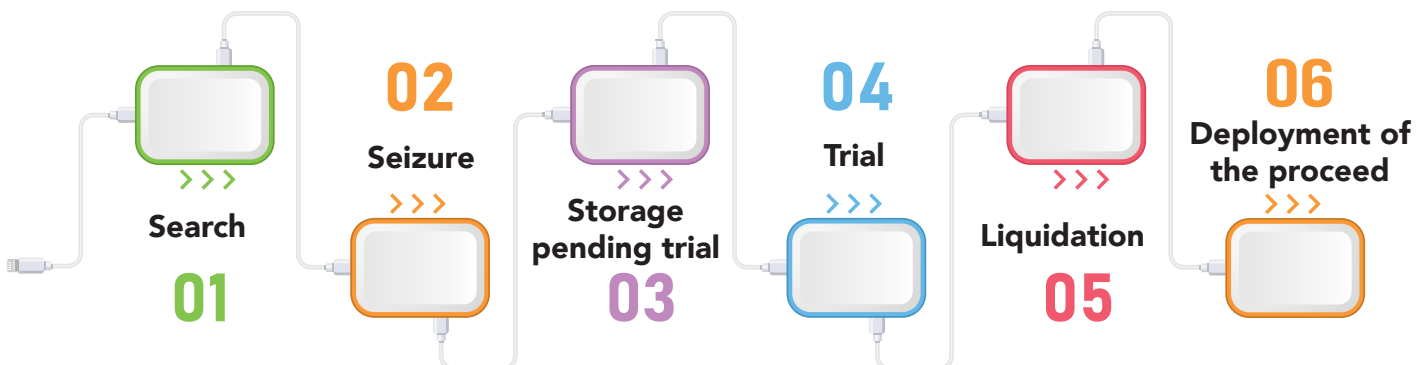 Search
01
02
Seizure
Storage
pending trial
03
04
Trial
Liquidation
05
06
Deployment of
the proceed